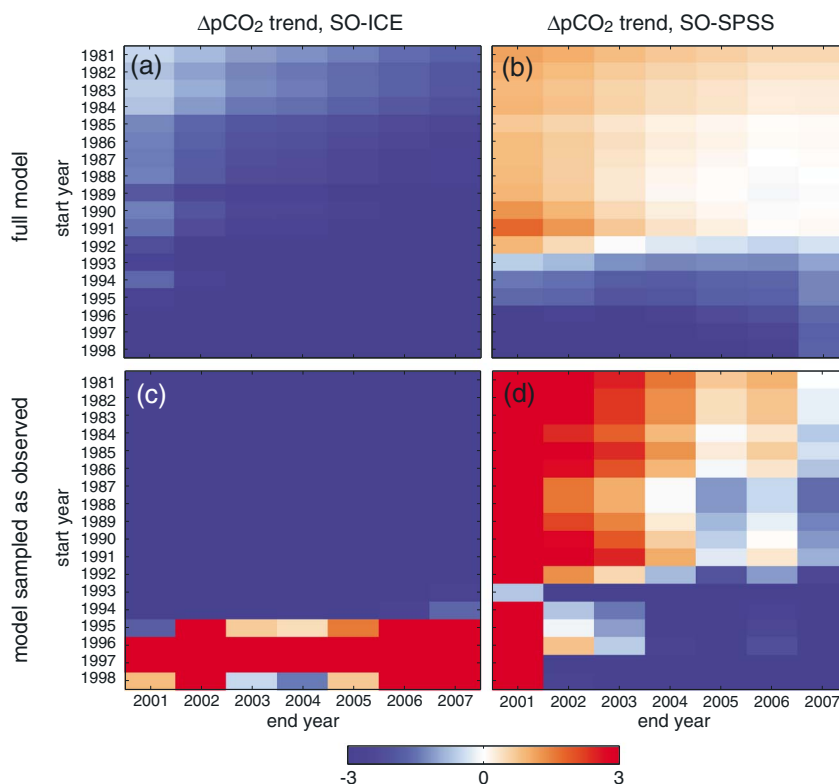 ΔpCO₂ trend, SO-ICE
ΔpCO₂ trend, SO-SPSS
full model
start year
(a)
1981
1982
1983
1984
1985
1986
1987
1988
1989
1990
1991
1992
1993
1994
1995
1996
1997
1998
(b)
model sampled as observed
start year
(c)
1981
1982
1983
1984
1985
1986
1987
1988
1989
1990
1991
1992
1993
1994
1995
1996
1997
1998
(d)
2001 2002 2003 2004 2005 2006 2007
end year
2001 2002 2003 2004 2005 2006 2007
end year
-3 0 3